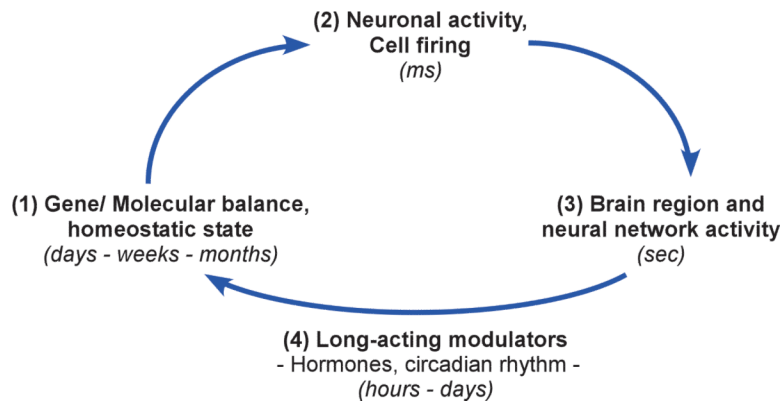 (2) Neuronal activity,
Cell firing
(ms)
(1) Gene/ Molecular balance,
homeostatic state
(days - weeks - months)
(3) Brain region and
neural network activity
(sec)
(4) Long-acting modulators
- Hormones, circadian rhythm -
(hours - days)